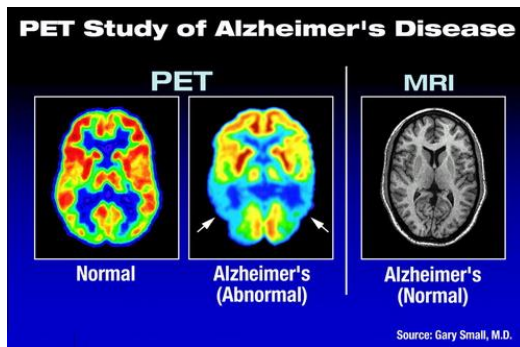 PET Study of Alzheimer's Disease
PET
MRI
Normal
Alzheimer's
(Abnormal)
Alzheimer's
(Normal)
Source: Gary Small, M.D.